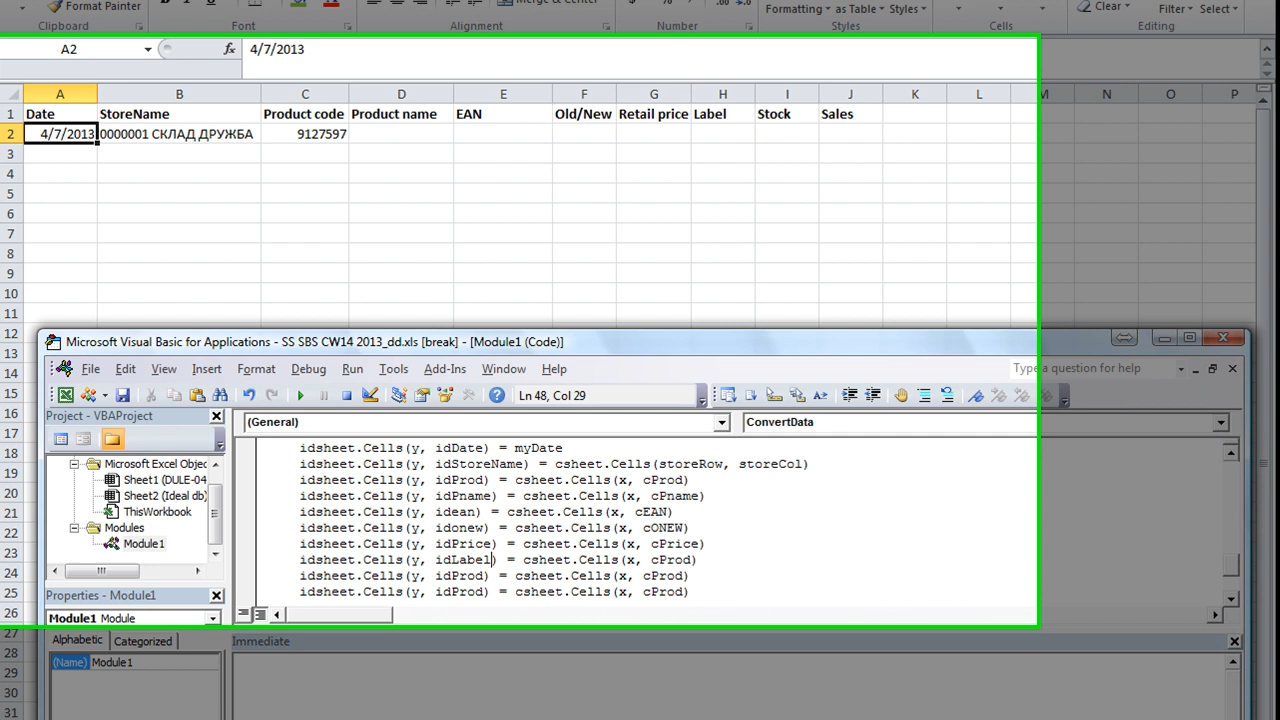 Format Painter
Merge & Center
Formatting as Table Styles
Clear
Filter Select
Font
Alignment
Number
Styles
Cells
Editing
A2
fx
4/7/2013
A B C D E F G H I J K L M N O P
1 Date StoreName Product code Product name EAN Old/New Retail price Label Stock Sales
2 4/7/2013 0000001 СКЛАД ДРУЖБА 9127597
3
4
5
6
7
8
9
10
11
12
13
14
15
16
17
18
19
20
21
22
23
24
25
26
27
28
29
30
31
Microsoft Visual Basic for Applications - SS SBS CW14 2013_dd.xls [break] - [Module1 (Code)]
File Edit View Insert Format Debug Run Tools Add-Ins Window Help
Type a question for help
Ln 48, Col 29
Project - VBAProject
Microsoft Excel Objec
Sheet1 (DULE-04
Sheet2 (Ideal db)
ThisWorkbook
Modules
Module1
Properties - Module1
Module1 Module
Alphabetic Categorized
(Name) Module1
(General)
ConvertData
idsheet.Cells(y, idDate) = myDate
idsheet.Cells(y, idStoreName) = csheet.Cells(storeRow, storeCol)
idsheet.Cells(y, idProd) = csheet.Cells(x, cProd)
idsheet.Cells(y, idPname) = csheet.Cells(x, cPname)
idsheet.Cells(y, idean) = csheet.Cells(x, cEAN)
idsheet.Cells(y, idonew) = csheet.Cells(x, cONEW)
idsheet.Cells(y, idPrice) = csheet.Cells(x, cPrice)
idsheet.Cells(y, idLabel) = csheet.Cells(x, cProd)
idsheet.Cells(y, idProd) = csheet.Cells(x, cProd)
idsheet.Cells(y, idProd) = csheet.Cells(x, cProd)
Immediate